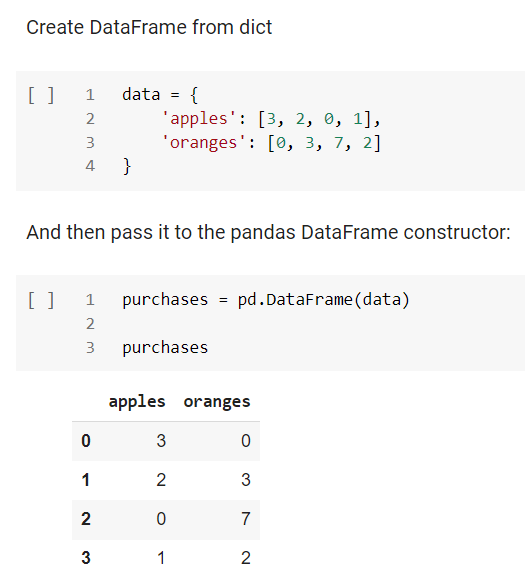 Create DataFrame from dict
[ ] 1 data = {
2 'apples': [3, 2, 0, 1],
3 'oranges': [0, 3, 7, 2]
4 }
And then pass it to the pandas DataFrame constructor:
[ ] 1 purchases = pd.DataFrame(data)
2
3 purchases
apples oranges
0 3 0
1 2 3
2 0 7
3 1 2